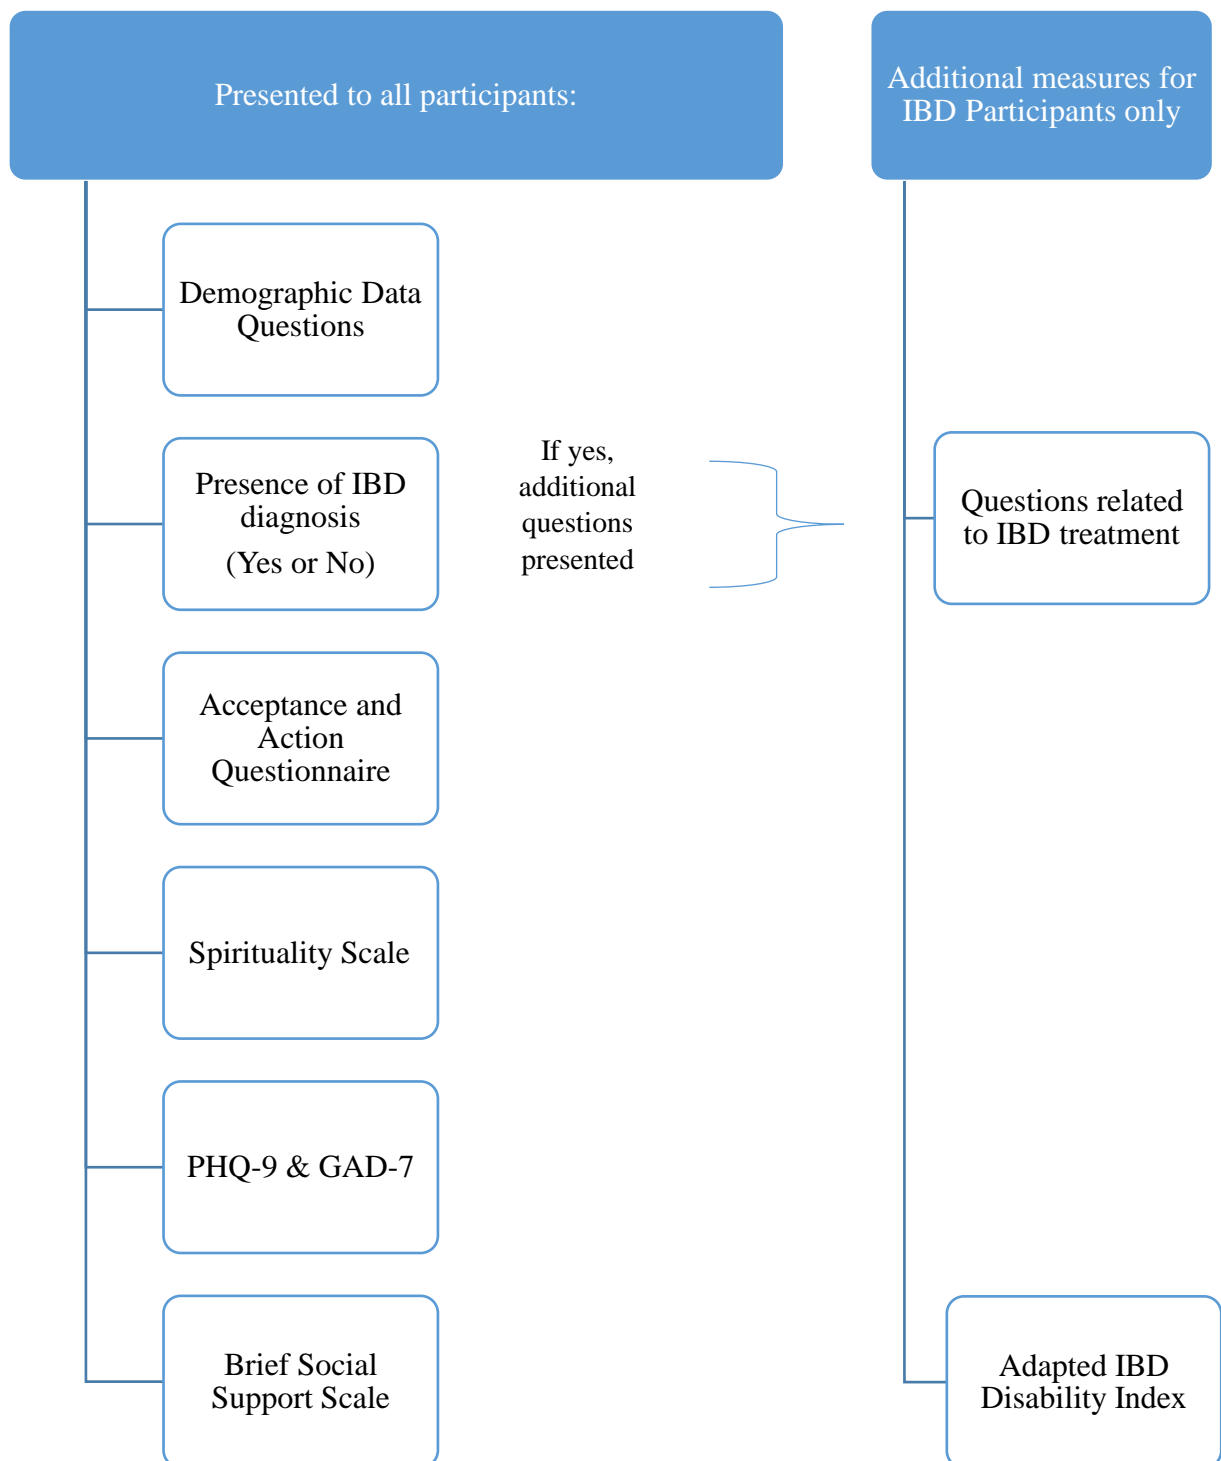 Presented to all participants:
Additional measures for
IBD Participants only
Demographic Data
Questions
Presence of IBD
diagnosis
(Yes or No)
If yes,
additional
questions
presented
Questions related
to IBD treatment
Acceptance and
Action
Questionnaire
Spirituality Scale
PHQ-9 & GAD-7
Brief Social
Support Scale
Adapted IBD
Disability Index